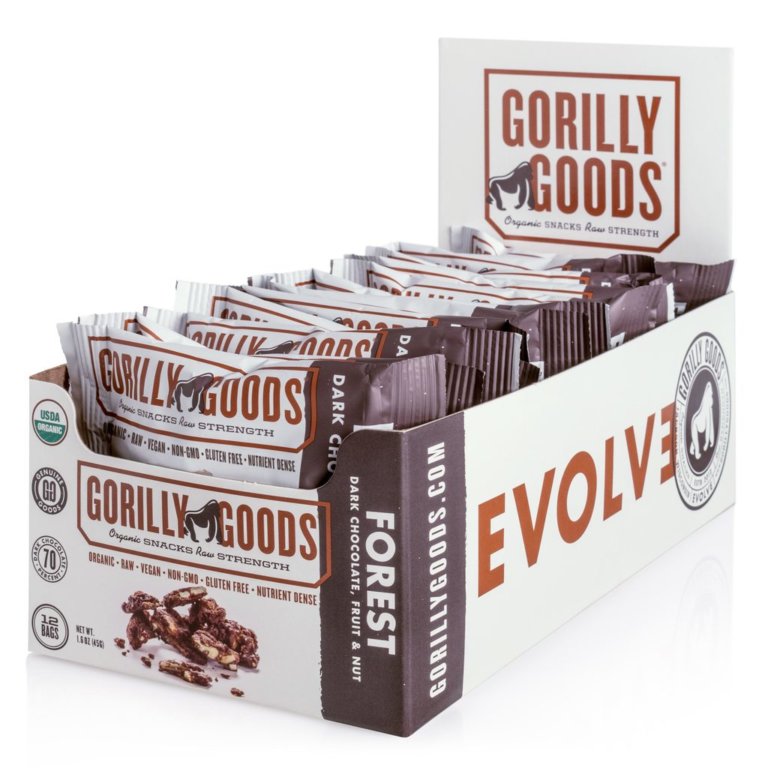 GORILLY
GOODS®
Organic SNACKS Raw STRENGTH
GORILLY GOODS
Organic SNACKS Raw STRENGTH
ORGANIC • RAW • VEGAN • NON-GMO • GLUTEN FREE • NUTRIENT DENSE
DARK CHO
DARK
USDA
ORGANIC
GENUINE
GG
GOODS
DARK CHOCOLATE
70
PERCENT
12
BAGS
NET WT.
1.6 OZ (45G)
GORILLY GOODS
Organic SNACKS Raw STRENGTH
ORGANIC • RAW • VEGAN • NON-GMO • GLUTEN FREE • NUTRIENT DENSE
FOREST
DARK CHOCOLATE, FRUIT & NUT
GORILLYGOODS.COM
EVOLVE
GORILLY GOODS
EVOLVE